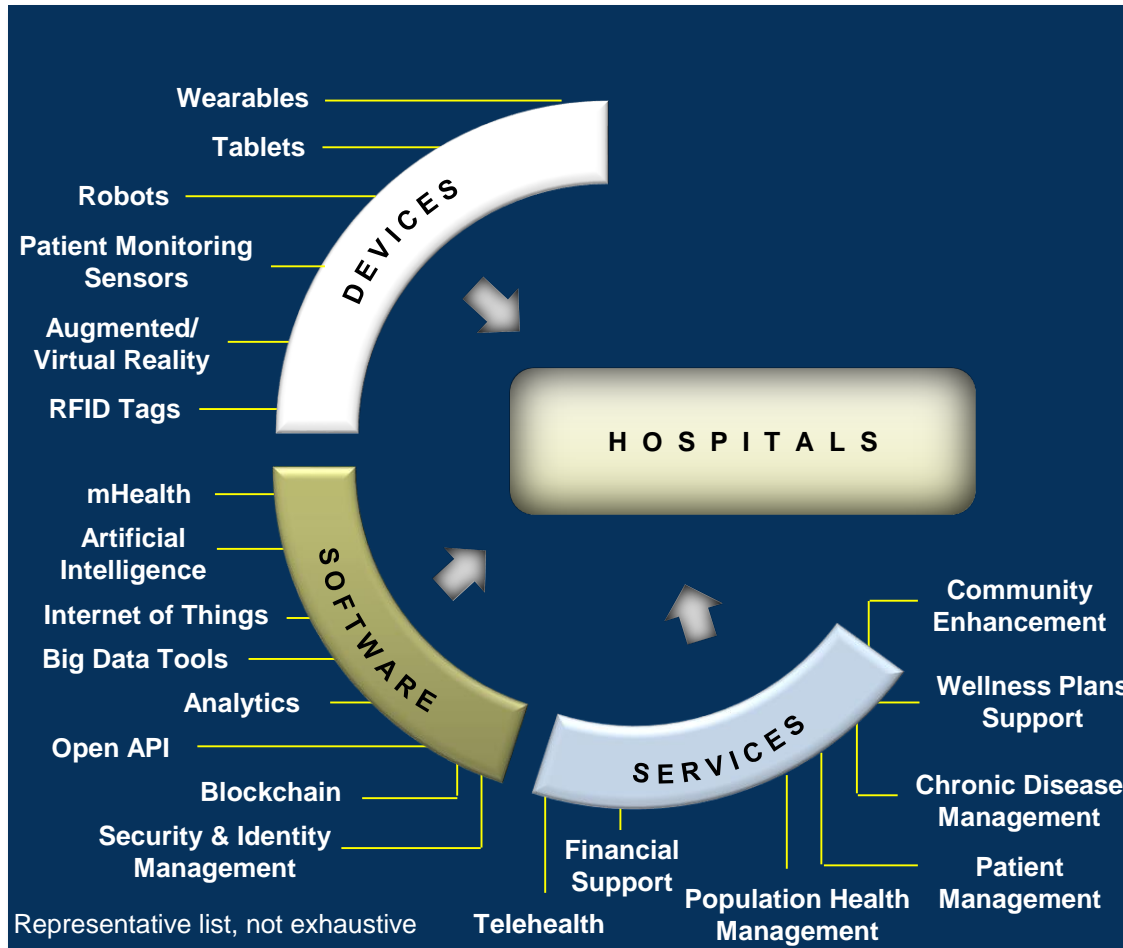 Wearables
Tablets
Robots
Patient Monitoring
Sensors
Augmented/
Virtual Reality
RFID Tags
DEVICES
HOSPITALS
mHealth
Artificial
Intelligence
Internet of Things
Big Data Tools
Analytics
Open API
Blockchain
Security & Identity
Management
SOFTWARE
SERVICES
Community
Enhancement
Wellness Plans
Support
Chronic Disease
Management
Patient
Management
Population Health
Management
Financial
Support
Telehealth
Representative list, not exhaustive